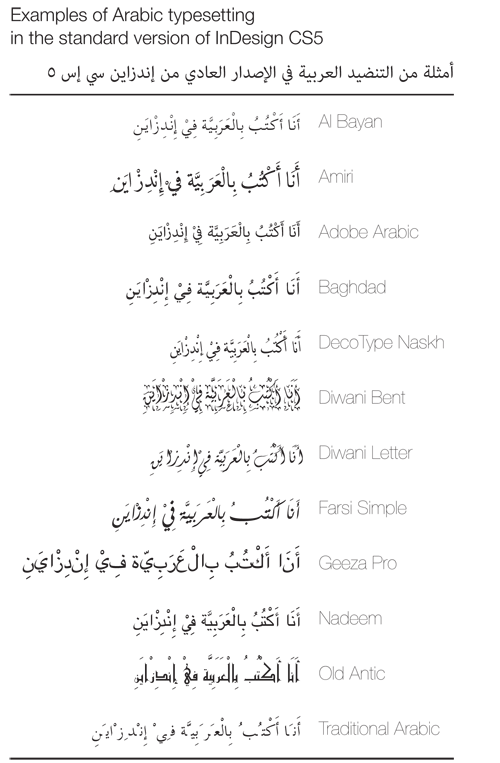 Examples of Arabic typesetting
in the standard version of InDesign CS5
أمثلة من التنضيد العربية في الإصدار العادي من إندزاين سي إس ٥
أَنَا أَكْتُبُ بِالْعَرَبِيَّة فِيْ إِنْدِزْايَنِ Al Bayan
أَنَا أَكْتُبُ بِالْعَرَبِيَّة فِيْ إِنْدِزْايَنِ Amiri
أَنَا أَكْتُبُ بِالْعَرَبِيَّة فِيْ إِنْدِزْايَنِ Adobe Arabic
أَنَا أَكْتُبُ بِالْعَرَبِيَّة فِيْ إِنْدِزْايَنِ Baghdad
أَنَا أَكْتُبُ بِالْعَرَبِيَّة فِيْ إِنْدِزْايَنِ DecoType Naskh
أَنَا أَكْتُبُ بِالْعَرَبِيَّة فِيْ إِنْدِزْايَنِ Diwani Bent
أَنَا أَكْتُبُ بِالْعَرَبِيَّة فِيْ إِنْدِزْايَنِ Diwani Letter
أَنَا أَكْتُبُ بِالْعَرَبِيَّة فِيْ إِنْدِزْايَنِ Farsi Simple
أَنَا أَكْتُبُ بِالْعَرَبِيَّة فِيْ إِنْدِزْايَنِ Geeza Pro
أَنَا أَكْتُبُ بِالْعَرَبِيَّة فِيْ إِنْدِزْايَنِ Nadeem
أَنَا أَكْتُبُ بِالْعَرَبِيَّة فِيْ إِنْدِزْايَنِ Old Antic
أَنَا أَكْتُبُ بِالْعَرَبِيَّة فِيْ إِنْدِزْايَنِ Traditional Arabic